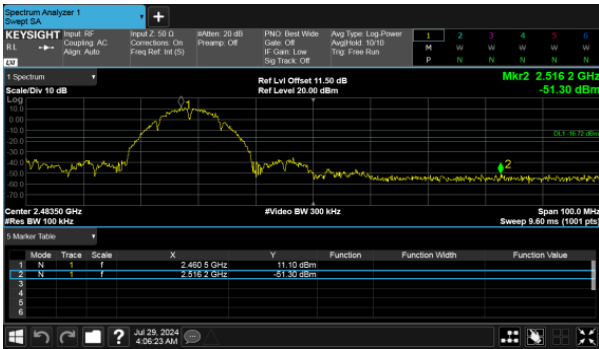 Spectrum Analyzer 1
Swept SA
+
KEYSIGHT
RL
LXI
Input: RF
Coupling: AC
Align: Auto
Input Z: 50 Ω
Corrections: On
Freq Ref: Int (S)
#Atten: 20 dB
Preamp: Off
PNO: Best Wide
Gate: Off
IF Gain: Low
Sig Track: Off
Avg Type: Log-Power
Avg|Hold: 10/10
Trig: Free Run
1 2 3 4 5 6
M W W W W W
P N N N N N
1 Spectrum
Scale/Div 10 dB
Ref Lvl Offset 11.50 dB
Ref Level 20.00 dBm
Mkr2 2.516 2 GHz
-51.30 dBm
Log
10.0
0.00
-10.0
-20.0
-30.0
-40.0
-50.0
-60.0
-70.0
1
DL1 -16.72 dBm
2
Center 2.48350 GHz
#Res BW 100 kHz
#Video BW 300 kHz
Span 100.0 MHz
Sweep 9.60 ms (1001 pts)
5 Marker Table
Mode Trace Scale X Y Function Function Width Function Value
1 N 1 f 2.460 5 GHz 11.10 dBm
2 N 1 f 2.516 2 GHz -51.30 dBm
3
4
5
6
?
Jul 29, 2024
4:06:23 AM